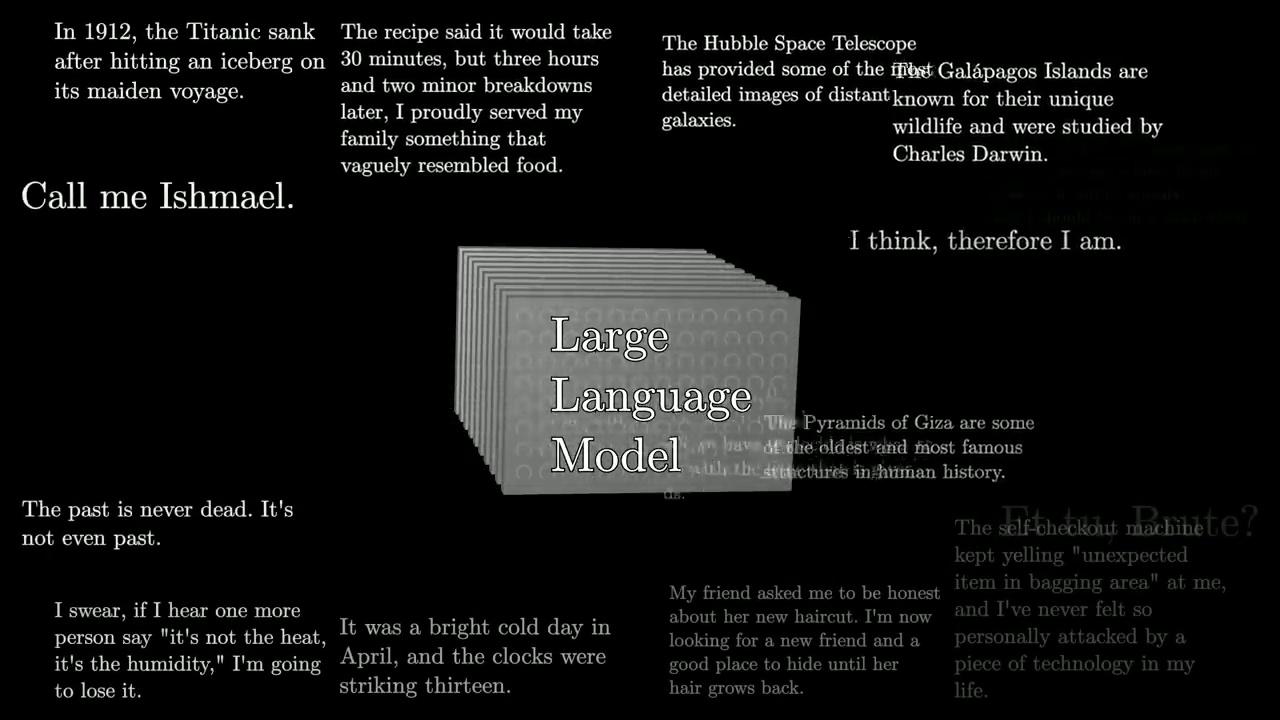 In 1912, the Titanic sank
after hitting an iceberg on
its maiden voyage.
The recipe said it would take
30 minutes, but three hours
and two minor breakdowns
later, I proudly served my
family something that
vaguely resembled food.
The Hubble Space Telescope
has provided some of the most
detailed images of distant
galaxies.
The Galápagos Islands are
known for their unique
wildlife and were studied by
Charles Darwin.
Call me Ishmael.
I think, therefore I am.
Large
Language
Model
The Pyramids of Giza are some
of the oldest and most famous
structures in human history.
The past is never dead. It's
not even past.
Et tu, Brute?
The self-checkout machine
kept yelling "unexpected
item in bagging area" at me,
and I've never felt so
personally attacked by a
piece of technology in my
life.
I swear, if I hear one more
person say "it's not the heat,
it's the humidity," I'm going
to lose it.
It was a bright cold day in
April, and the clocks were
striking thirteen.
My friend asked me to be honest
about her new haircut. I'm now
looking for a new friend and a
good place to hide until her
hair grows back.